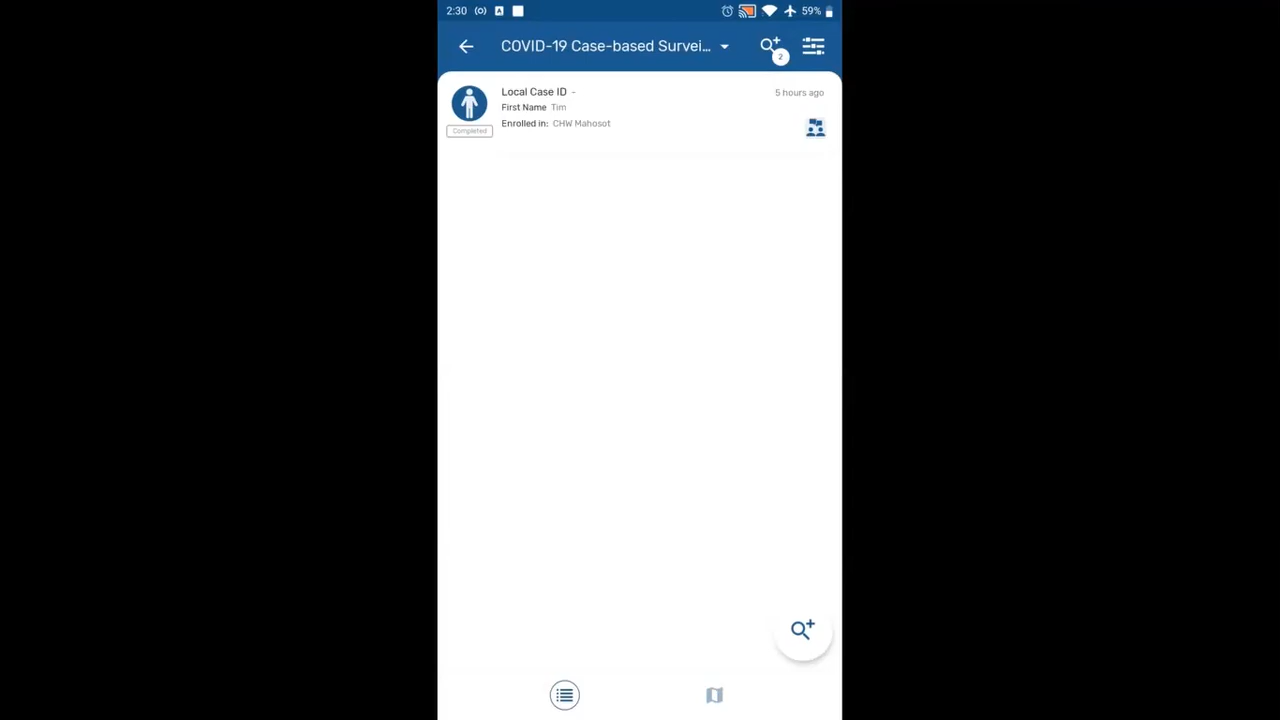 2:30 59%
COVID-19 Case-based Survei...
2
Local Case ID - 5 hours ago
First Name Tim
Enrolled in: CHW Mahosot
Completed